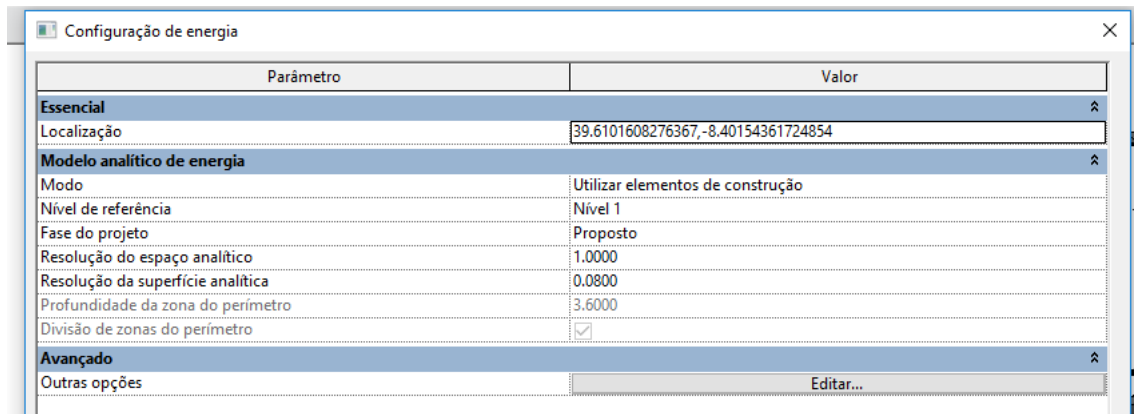 Configuração de energia
Parâmetro Valor
Essencial
Localização 39.6101608276367,-8.40154361724854
Modelo analítico de energia
Modo Utilizar elementos de construção
Nível de referência Nível 1
Fase do projeto Proposto
Resolução do espaço analítico 1.0000
Resolução da superfície analítica 0.0800
Profundidade da zona do perímetro 3.6000
Divisão de zonas do perímetro
Avançado
Outras opções Editar...